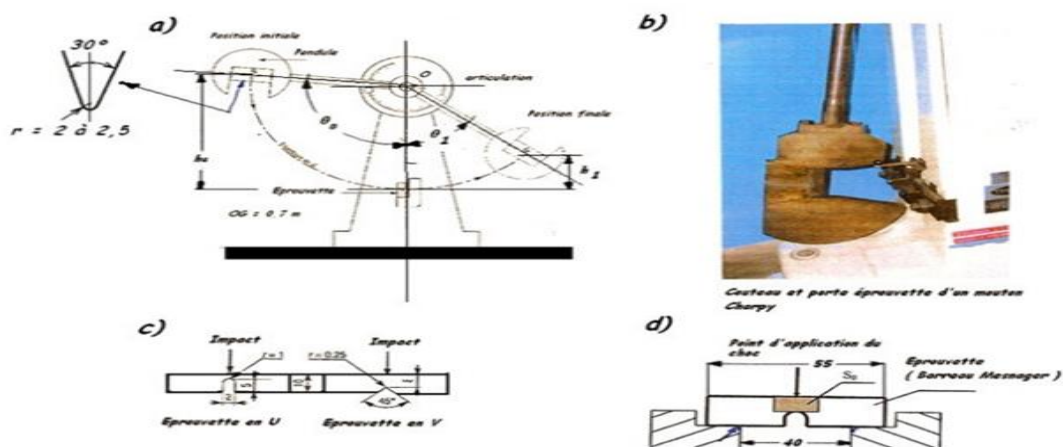 a)
Position initiale
Pendule
30°
r = 2 à 2,5
O
articulation
θ₀
θ1
Position finale
h₀
h1
Eprouvette
OG = 0,7 m
b)
Couteau et porte éprouvette d'un mouton
Charpy
c)
Impact
r=1
r=0.25
Impact
5
10
2
2
45°
Eprouvette en U
Eprouvette en V
d)
Point d'application du
choc
55
S₀
Eprouvette
( Barreau Mesnager )
40